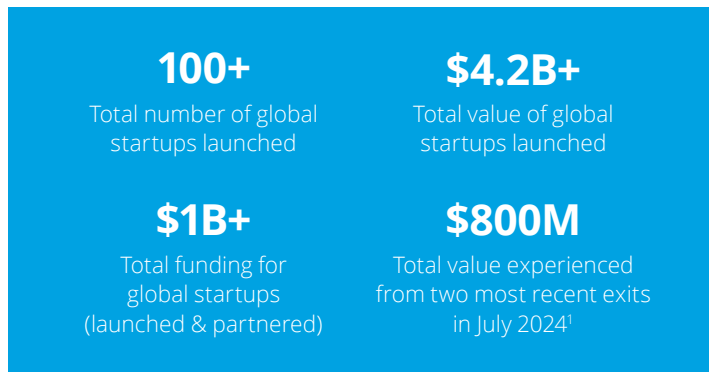 100+
Total number of global
startups launched
$4.2B+
Total value of global
startups launched
$1B+
Total funding for
global startups
(launched & partnered)
$800M
Total value experienced
from two most recent exits
in July 2024¹